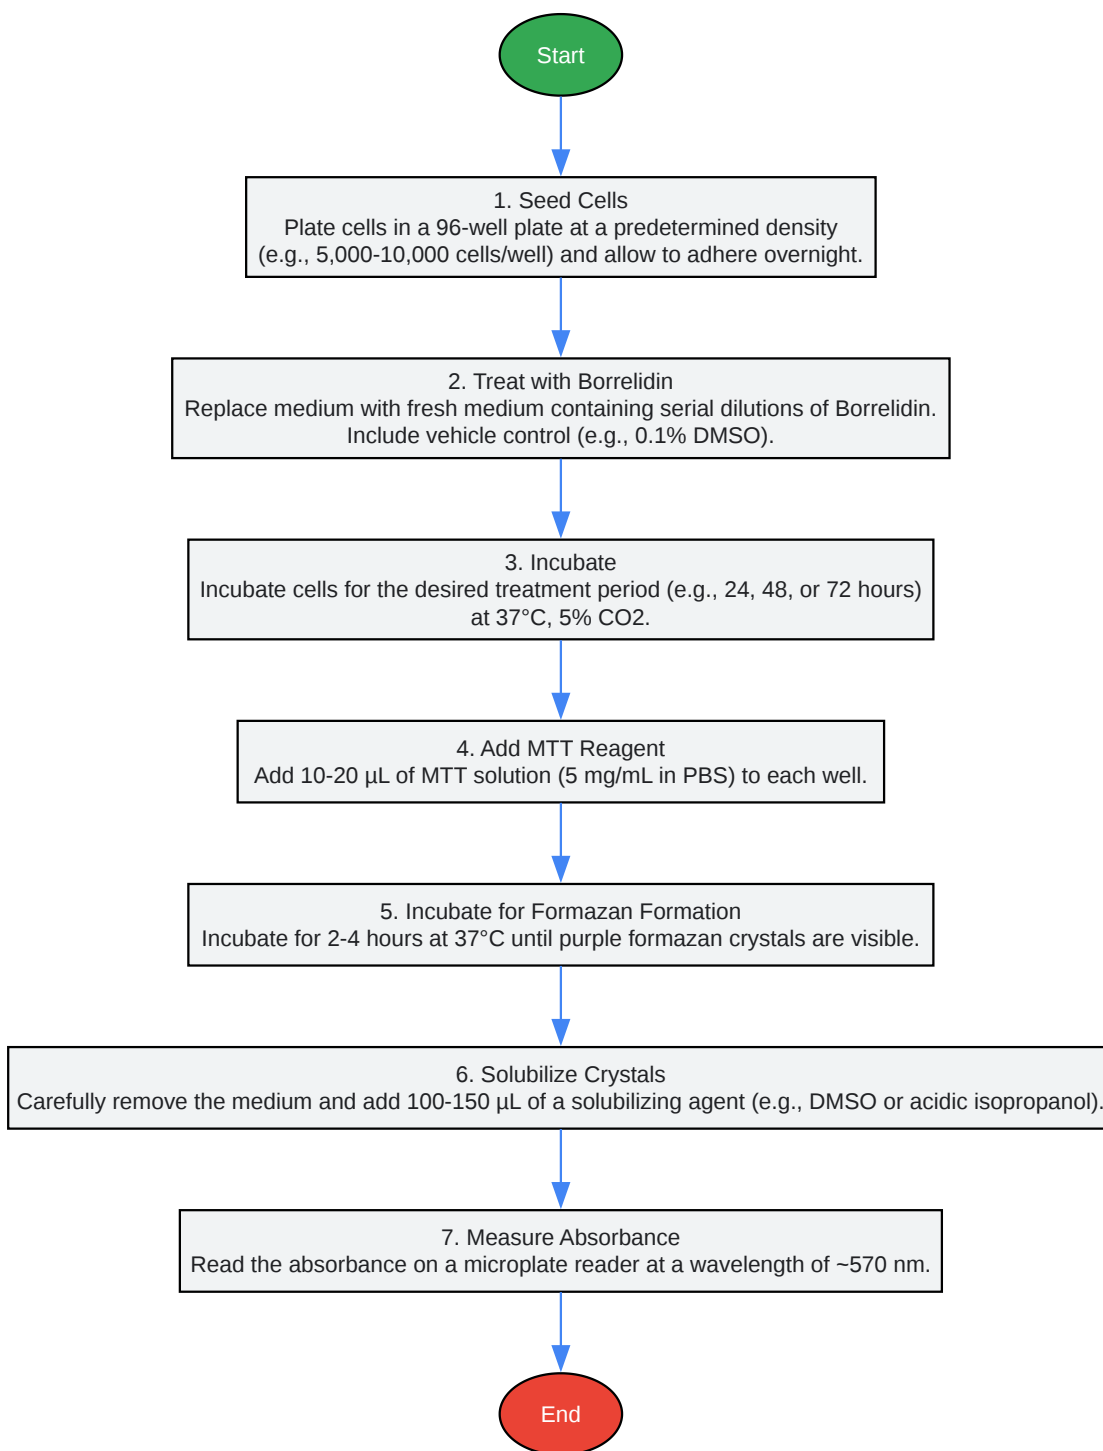 Start
1. Seed Cells
Plate cells in a 96-well plate at a predetermined density
(e.g., 5,000-10,000 cells/well) and allow to adhere overnight.
2. Treat with Borrelidin
Replace medium with fresh medium containing serial dilutions of Borrelidin.
Include vehicle control (e.g., 0.1% DMSO).
3. Incubate
Incubate cells for the desired treatment period (e.g., 24, 48, or 72 hours)
at 37°C, 5% CO2.
4. Add MTT Reagent
Add 10-20 µL of MTT solution (5 mg/mL in PBS) to each well.
5. Incubate for Formazan Formation
Incubate for 2-4 hours at 37°C until purple formazan crystals are visible.
6. Solubilize Crystals
Carefully remove the medium and add 100-150 µL of a solubilizing agent (e.g., DMSO or acidic isopropanol).
7. Measure Absorbance
Read the absorbance on a microplate reader at a wavelength of ~570 nm.
End